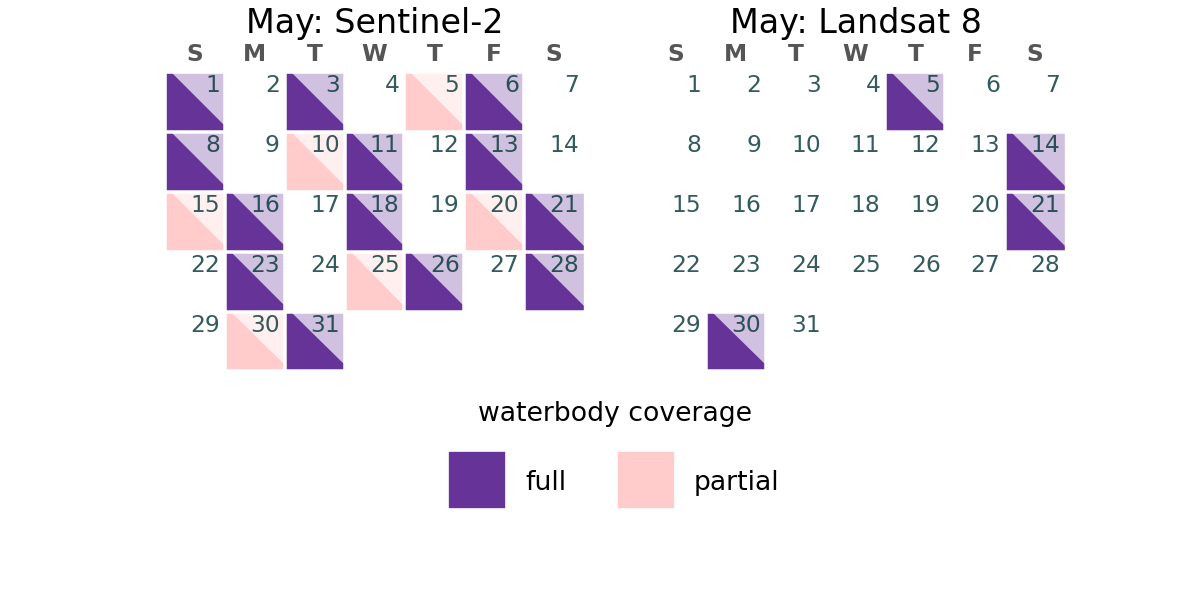 May: Sentinel-2
S M T W T F S
1 2 3 4 5 6 7
8 9 10 11 12 13 14
15 16 17 18 19 20 21
22 23 24 25 26 27 28
29 30 31
May: Landsat 8
S M T W T F S
1 2 3 4 5 6 7
8 9 10 11 12 13 14
15 16 17 18 19 20 21
22 23 24 25 26 27 28
29 30 31
waterbody coverage
full
partial